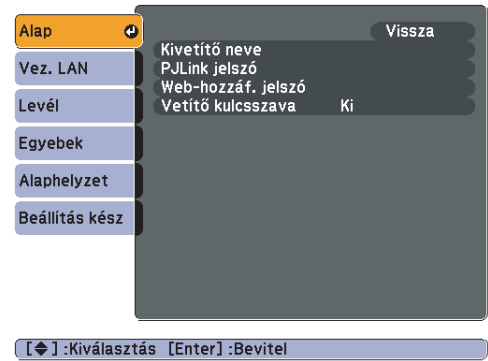 Alap
Vez. LAN
Levél
Egyebek
Alaphelyzet
Beállítás kész
Vissza
Kivetítő neve
PJLink jelszó
Web-hozzáf. jelszó
Vetítő kulcsszava Ki
[◆] :Kiválasztás [Enter] :Bevitel